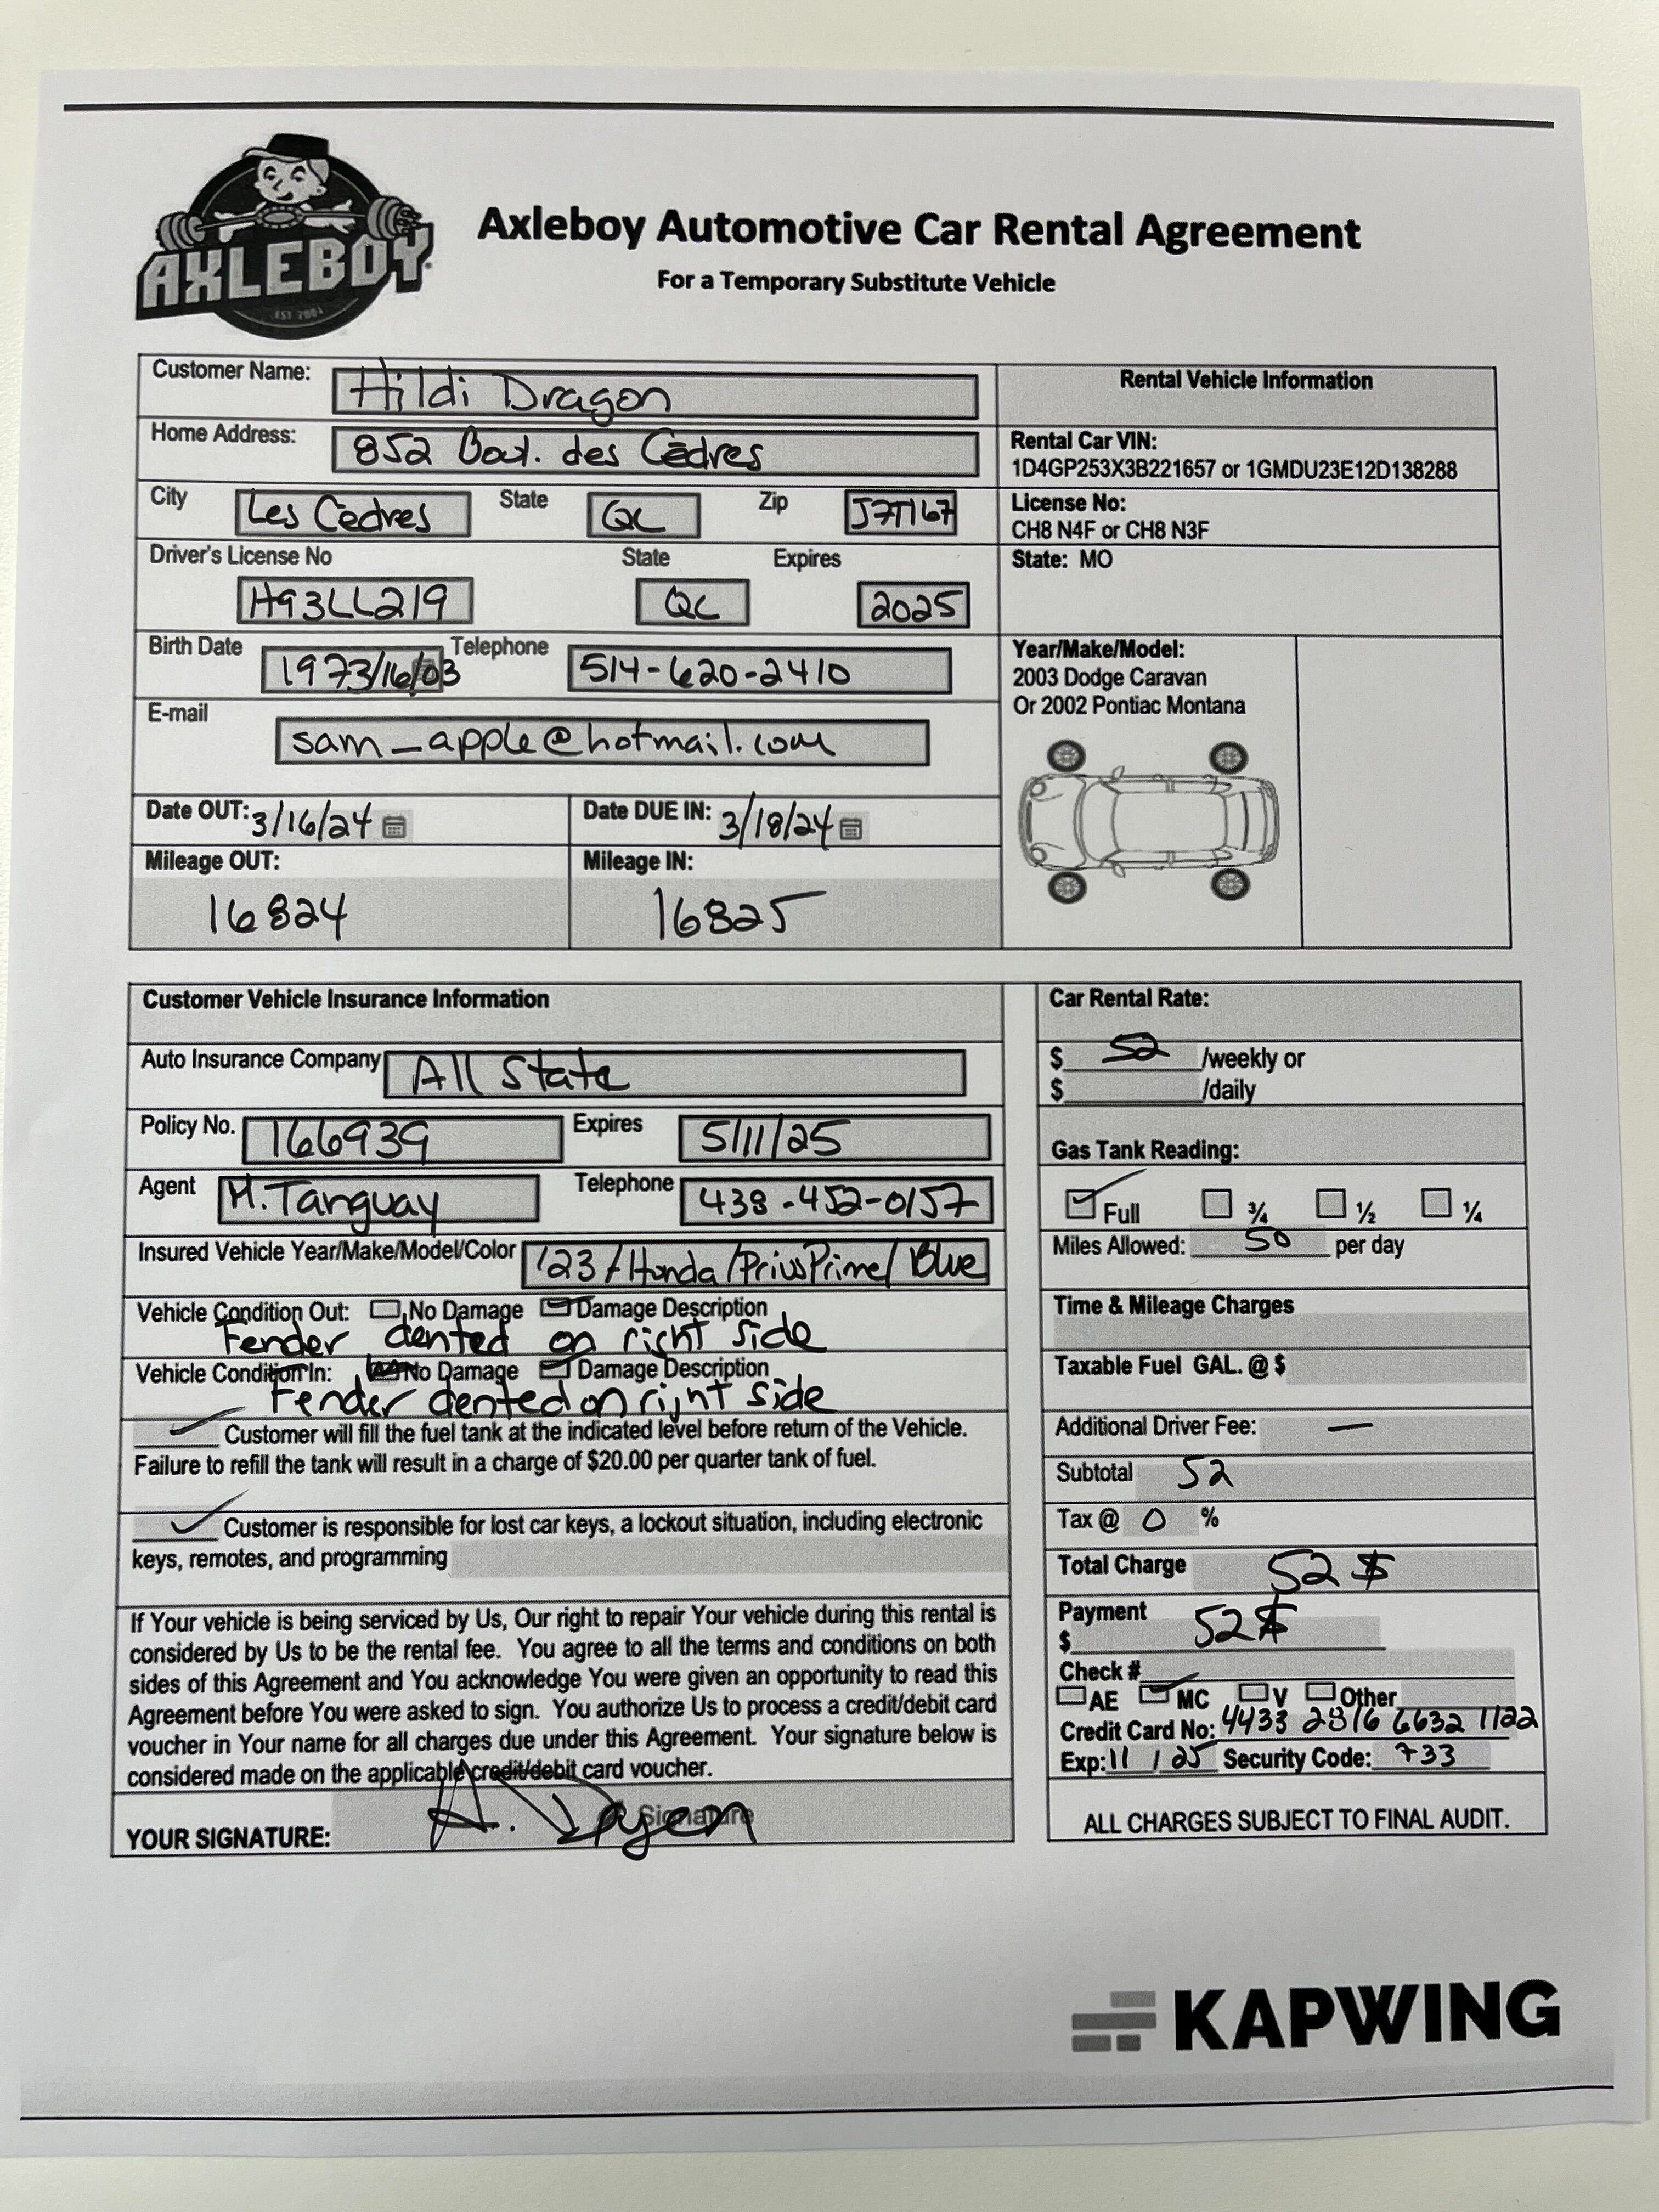 AXLEBOY
EST 2004
Axleboy Automotive Car Rental Agreement
For a Temporary Substitute Vehicle
Customer Name: Hildi Dragon
Home Address: 852 Boul. des Cèdres
City Les Cèdres State QC Zip J7T1G7
Driver's License No State Expires
H93LL219 QC 2025
Birth Date 1973/16/03 Telephone 514-620-2410
E-mail
sam_apple@hotmail.com
Date OUT: 3/16/24 Date DUE IN: 3/18/24
Mileage OUT: Mileage IN:
16824 16825
Rental Vehicle Information
Rental Car VIN:
1D4GP253X3B221657 or 1GMDU23E12D138288
License No:
CH8 N4F or CH8 N3F
State: MO
Year/Make/Model:
2003 Dodge Caravan
Or 2002 Pontiac Montana
Customer Vehicle Insurance Information
Auto Insurance Company All State
Policy No. 166939 Expires 5/11/25
Agent M. Tanguay Telephone 438-452-0157
Insured Vehicle Year/Make/Model/Color '23/Honda/Prius Prime/Blue
Vehicle Condition Out: No Damage Damage Description
Fender dented on right side
Vehicle Condition In: No Damage Damage Description
Fender dented on right side
Customer will fill the fuel tank at the indicated level before return of the Vehicle.
Failure to refill the tank will result in a charge of $20.00 per quarter tank of fuel.
Customer is responsible for lost car keys, a lockout situation, including electronic
keys, remotes, and programming
If Your vehicle is being serviced by Us, Our right to repair Your vehicle during this rental is
considered by Us to be the rental fee. You agree to all the terms and conditions on both
sides of this Agreement and You acknowledge You were given an opportunity to read this
Agreement before You were asked to sign. You authorize Us to process a credit/debit card
voucher in Your name for all charges due under this Agreement. Your signature below is
considered made on the applicable credit/debit card voucher.
YOUR SIGNATURE: Signature
Car Rental Rate:
$ 52 /weekly or
$ /daily
Gas Tank Reading:
Full ¾ ½ ¼
Miles Allowed: 50 per day
Time & Mileage Charges
Taxable Fuel GAL. @ $
Additional Driver Fee: —
Subtotal 52
Tax @ 0 %
Total Charge 52 $
Payment
$ 52 $
Check #
AE MC V Other
Credit Card No: 4433 2816 6632 1122
Exp: 11 / 25 Security Code: 733
ALL CHARGES SUBJECT TO FINAL AUDIT.
KAPWING